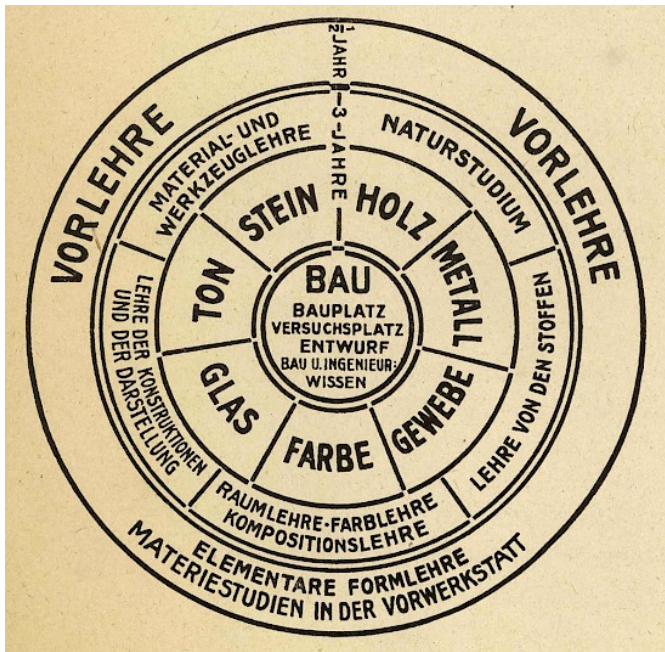 ½ JAHR
3 JAHRE
VORLEHRE
VORLEHRE
ELEMENTARE FORMLEHRE
MATERIESTUDIEN IN DER VORWERKSTATT
MATERIAL- UND
WERKZEUGLEHRE
NATURSTUDIUM
LEHRE VON DEN STOFFEN
RAUMLEHRE·FARBLEHRE
KOMPOSITIONSLEHRE
LEHRE DER KONSTRUKTIONEN
UND DER DARSTELLUNG
STEIN
HOLZ
METALL
GEWEBE
FARBE
GLAS
TON
BAU
BAUPLATZ
VERSUCHSPLATZ
ENTWURF
BAU U. INGENIEUR:
WISSEN